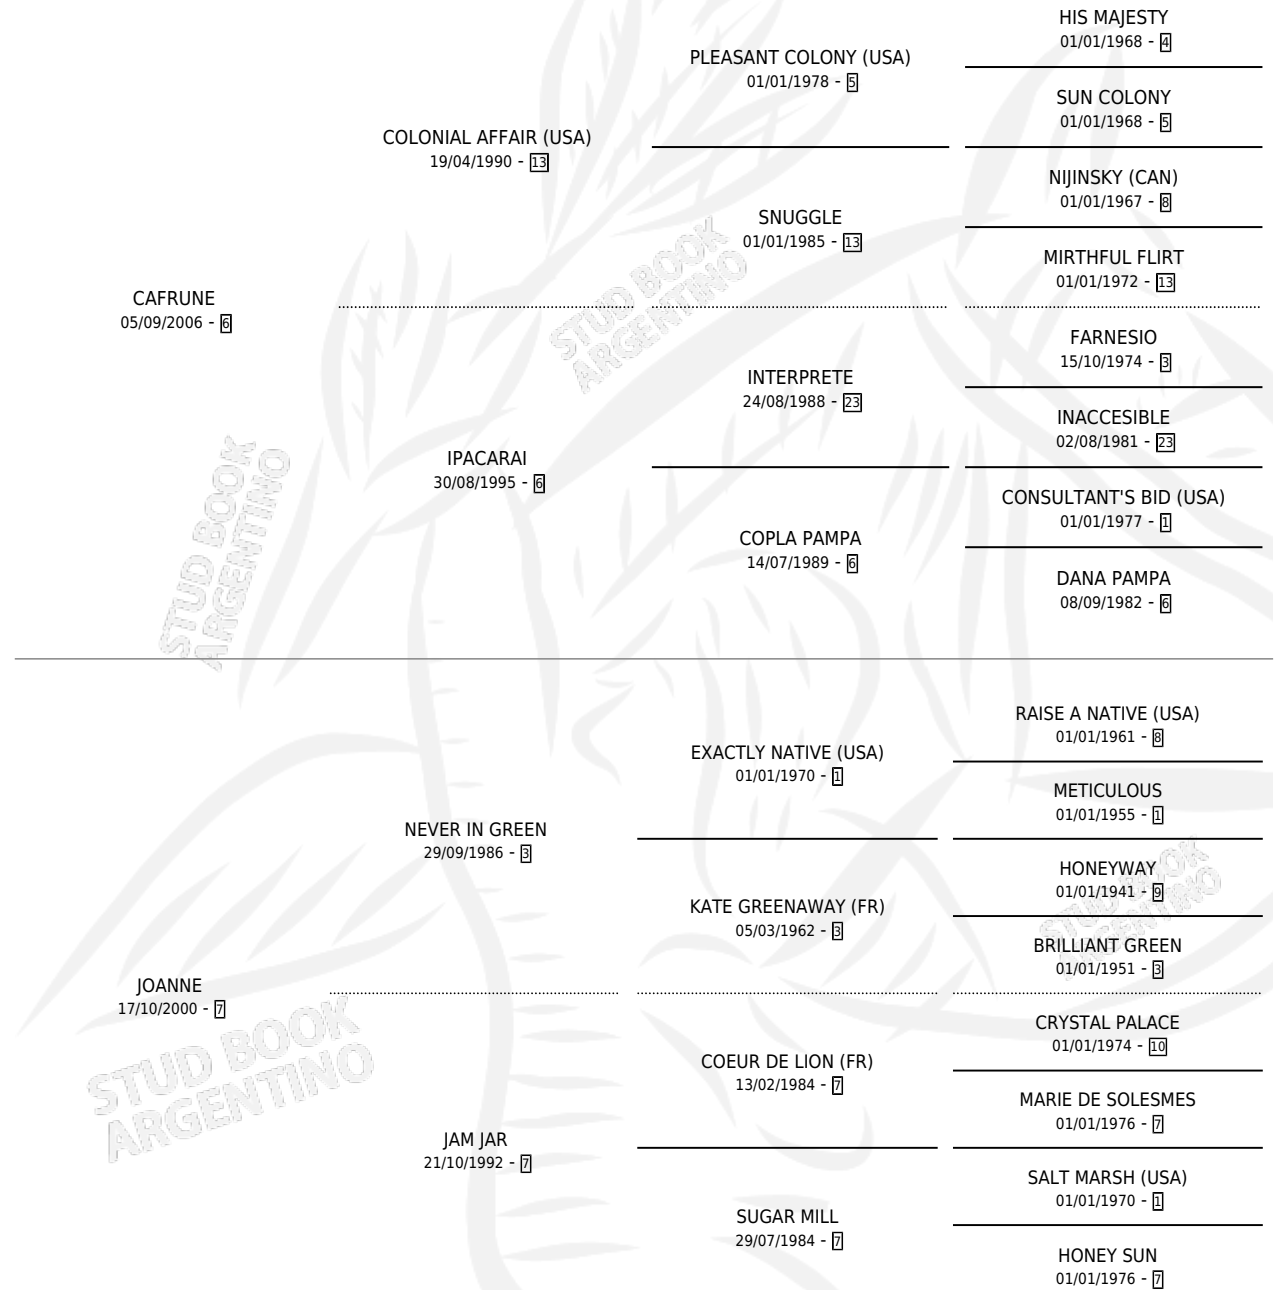 HIS MAJESTY
01/01/1968 - 4
PLEASANT COLONY (USA)
01/01/1978 - 5
SUN COLONY
01/01/1968 - 5
COLONIAL AFFAIR (USA)
19/04/1990 - 13
NIJINSKY (CAN)
01/01/1967 - 8
SNUGGLE
01/01/1985 - 13
MIRTHFUL FLIRT
01/01/1972 - 13
CAFRUNE
05/09/2006 - 6
FARNESIO
15/10/1974 - 3
INTERPRETE
24/08/1988 - 23
INACCESIBLE
02/08/1981 - 23
IPACARAI
30/08/1995 - 6
CONSULTANT'S BID (USA)
01/01/1977 - 1
COPLA PAMPA
14/07/1989 - 6
DANA PAMPA
08/09/1982 - 6
STUD BOOK
ARGENTINO
STUD BOOK
ARGENTINO
RAISE A NATIVE (USA)
01/01/1961 - 8
EXACTLY NATIVE (USA)
01/01/1970 - 1
METICULOUS
01/01/1955 - 1
NEVER IN GREEN
29/09/1986 - 3
HONEYWAY
01/01/1941 - 9
KATE GREENAWAY (FR)
05/03/1962 - 3
BRILLIANT GREEN
01/01/1951 - 3
JOANNE
17/10/2000 - 7
CRYSTAL PALACE
01/01/1974 - 10
COEUR DE LION (FR)
13/02/1984 - 7
MARIE DE SOLESMES
01/01/1976 - 7
JAM JAR
21/10/1992 - 7
SALT MARSH (USA)
01/01/1970 - 1
SUGAR MILL
29/07/1984 - 7
HONEY SUN
01/01/1976 - 7
STUD BOOK
ARGENTINO
STUD BOOK
ARGENTINO